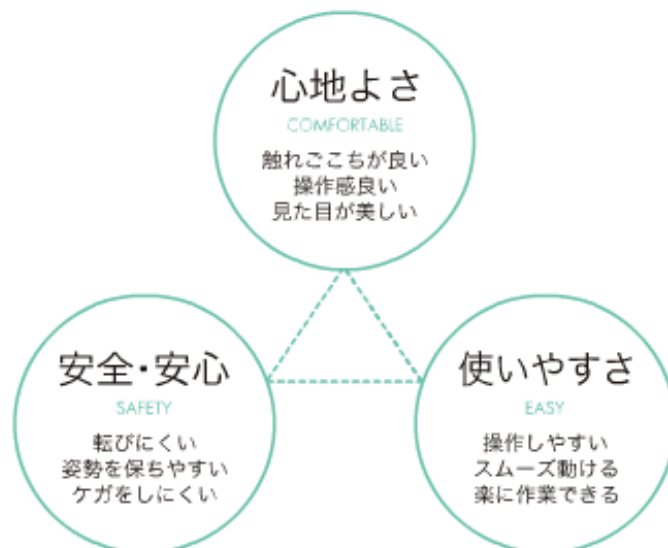 心地よさ
COMFORTABLE
触れごこちが良い
操作感良い
見た目が美しい
安全・安心
SAFETY
転びにくい
姿勢を保ちやすい
ケガをしにくい
使いやすさ
EASY
操作しやすい
スムーズ動ける
楽に作業できる